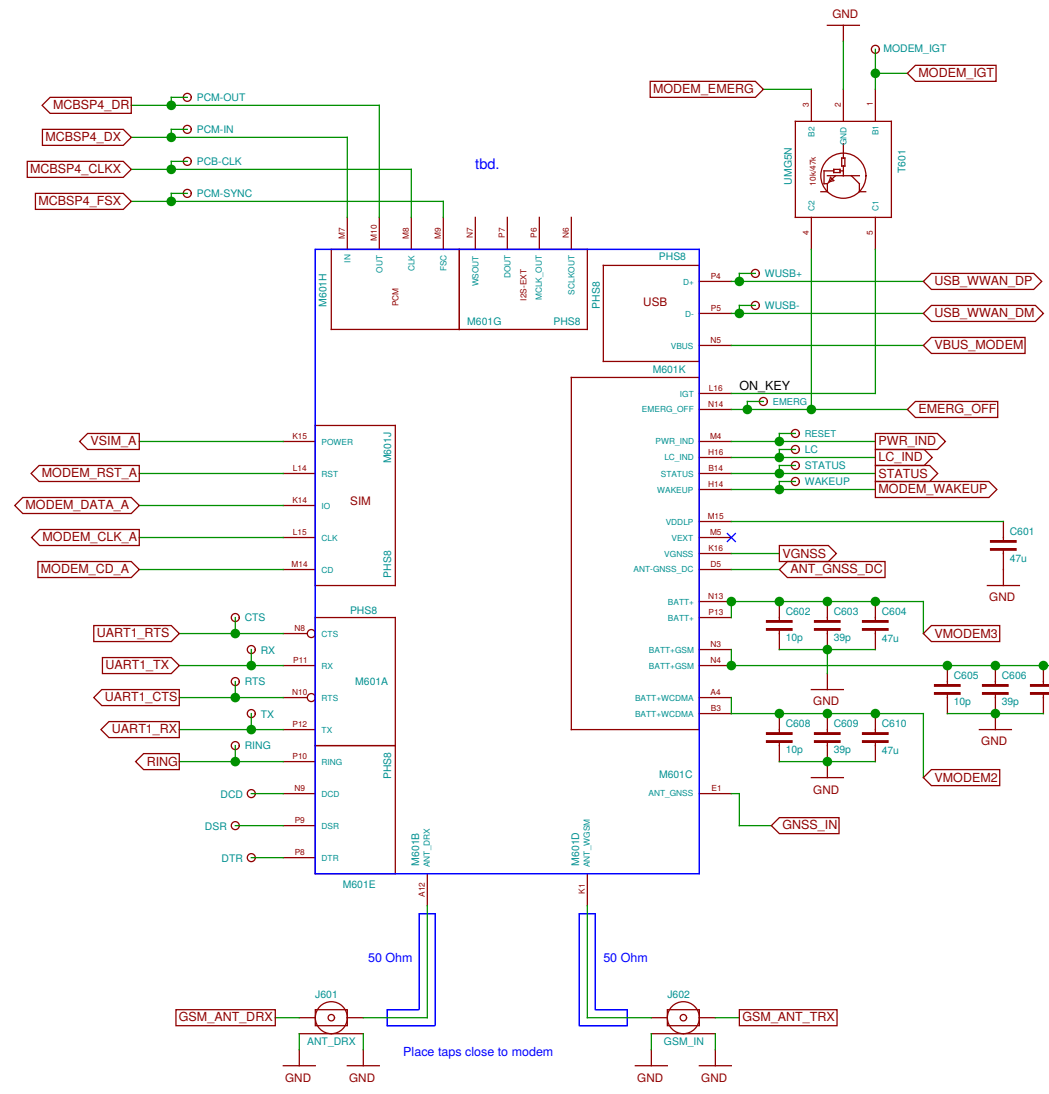 GND
MODEM_IGT
MODEM_EMERG
MODEM_IGT
3
2
1
B2
GND
B1
UMG5N
10k/47k
T601
C2
C1
4
5
MCBSP4_DR
PCM-OUT
MCBSP4_DX
PCM-IN
MCBSP4_CLKX
PCB-CLK
MCBSP4_FSX
PCM-SYNC
tbd.
M7
M10
M8
M9
N7
P7
P6
N6
M601H
IN
OUT
CLK
FSC
PCM
WSOUT
DOUT
I2S-EXT
MCLK_OUT
SCLKOUT
M601G
PHS8
PHS8
PHS8
USB
D+
P4
WUSB+
USB_WWAN_DP
D-
P5
WUSB-
USB_WWAN_DM
VBUS
N5
VBUS_MODEM
M601K
IGT
L16
ON_KEY
EMERG_OFF
N14
EMERG
EMERG_OFF
PWR_IND
M4
RESET
PWR_IND
LC_IND
H16
LC
LC_IND
STATUS
B14
STATUS
STATUS
WAKEUP
H14
WAKEUP
MODEM_WAKEUP
VDDLP
M15
C601
47u
GND
VEXT
M5
VGNSS
K16
VGNSS
ANT-GNSS_DC
D5
ANT_GNSS_DC
BATT+
N13
BATT+
P13
C602
10p
C603
39p
C604
47u
VMODEM3
GND
BATT+GSM
N3
BATT+GSM
N4
C605
10p
C606
39p
GND
BATT+WCDMA
A4
BATT+WCDMA
B3
C608
10p
C609
39p
C610
47u
VMODEM2
GND
M601C
ANT_GNSS
E1
GNSS_IN
VSIM_A
K15
POWER
M601J
MODEM_RST_A
L14
RST
SIM
MODEM_DATA_A
K14
IO
MODEM_CLK_A
L15
CLK
MODEM_CD_A
M14
CD
PHS8
PHS8
CTS
UART1_RTS
N8
CTS
RX
UART1_TX
P11
RX
M601A
RTS
UART1_CTS
N10
RTS
TX
UART1_RX
P12
TX
RING
RING
P10
RING
PHS8
DCD
N9
DCD
DSR
P9
DSR
DTR
P8
DTR
M601E
M601B
ANT_DRX
A12
M601D
ANT_WGSM
K1
50 Ohm
50 Ohm
J601
GSM_ANT_DRX
ANT_DRX
GND
GND
Place taps close to modem
J602
GSM_ANT_TRX
GSM_IN
GND
GND